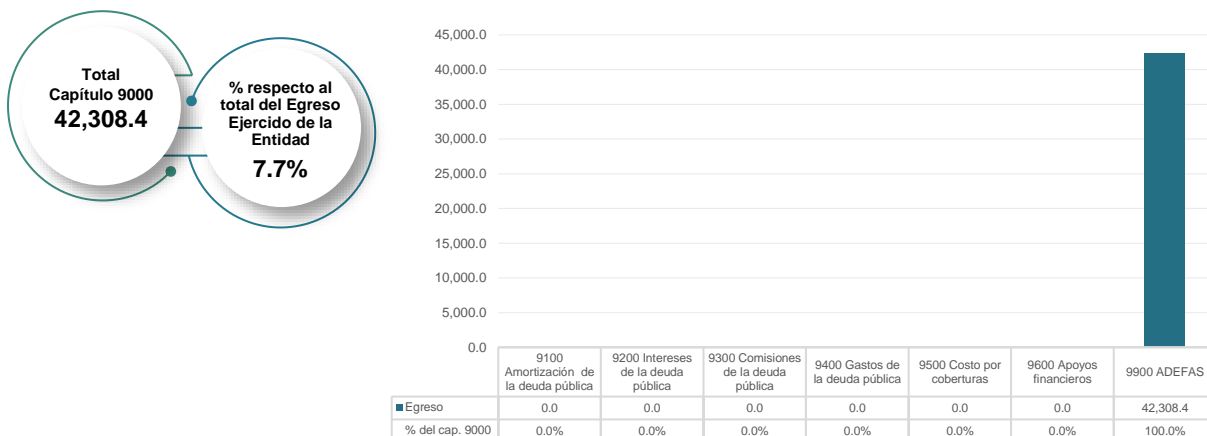 Total
Capítulo 9000
42,308.4
% respecto al
total del Egreso
Ejercido de la
Entidad
7.7%
45,000.0
40,000.0
35,000.0
30,000.0
25,000.0
20,000.0
15,000.0
10,000.0
5,000.0
0.0
9100
Amortización de
la deuda pública
9200 Intereses
de la deuda
pública
9300 Comisiones
de la deuda
pública
9400 Gastos de
la deuda pública
9500 Costo por
coberturas
9600 Apoyos
financieros
9900 ADEFAS
Egreso 0.0 0.0 0.0 0.0 0.0 0.0 42,308.4
% del cap. 9000 0.0% 0.0% 0.0% 0.0% 0.0% 0.0% 100.0%